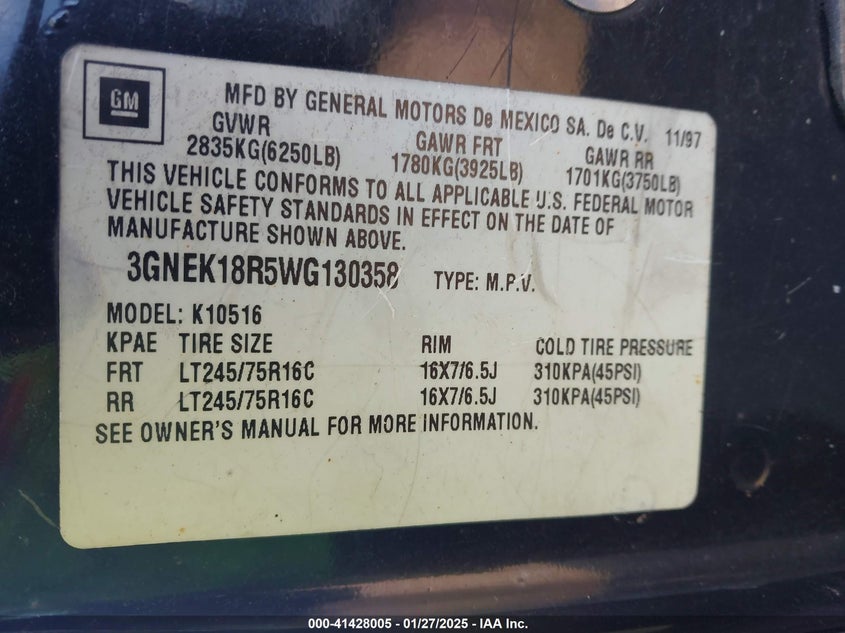 GM
MFD BY GENERAL MOTORS De MEXICO SA. De C.V. 11/97
GVWR GAWR FRT GAWR RR
2835KG(6250LB) 1780KG(3925LB) 1701KG(3750LB)
THIS VEHICLE CONFORMS TO ALL APPLICABLE U.S. FEDERAL MOTOR
VEHICLE SAFETY STANDARDS IN EFFECT ON THE DATE OF
MANUFACTURE SHOWN ABOVE.
3GNEK18R5WG130358 TYPE: M.P.V.
MODEL: K10516
KPAE TIRE SIZE RIM COLD TIRE PRESSURE
FRT LT245/75R16C 16X7/6.5J 310KPA(45PSI)
RR LT245/75R16C 16X7/6.5J 310KPA(45PSI)
SEE OWNER'S MANUAL FOR MORE INFORMATION.
000-41428005 - 01/27/2025 - IAA Inc.